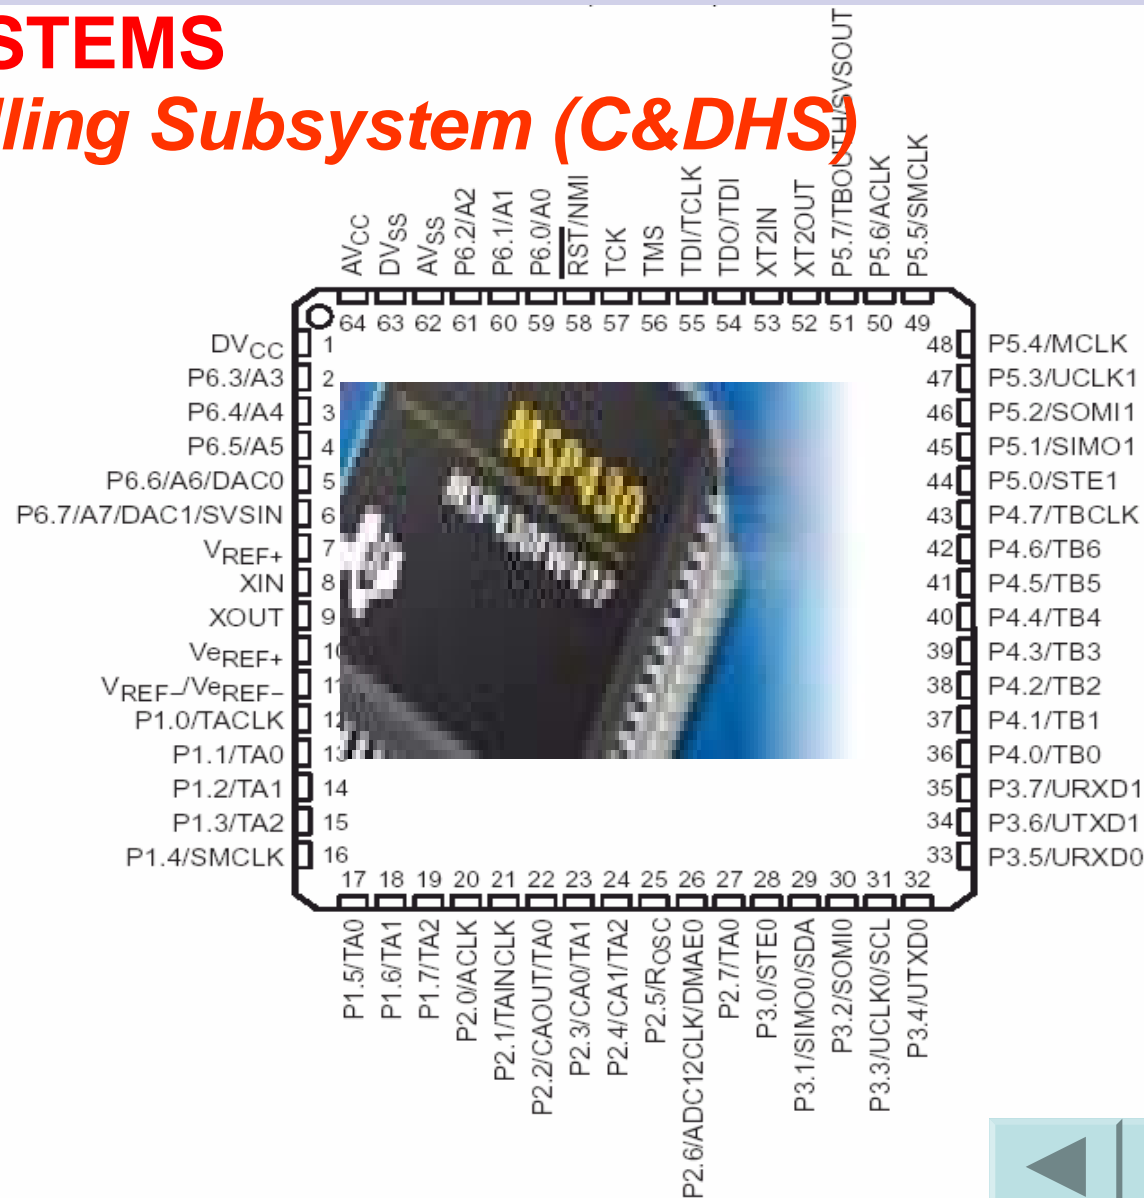 STEMS
lling Subsystem (C&DHS)
AVCC
DVSS
AVSS
P6.2/A2
P6.1/A1
P6.0/A0
RST/NMI
TCK
TMS
TDI/TCLK
TDO/TDI
XT2IN
XT2OUT
P5.7/TBOUTH/SVSOUT
P5.6/ACLK
P5.5/SMCLK
64 63 62 61 60 59 58 57 56 55 54 53 52 51 50 49
DVCC 1
P6.3/A3 2
P6.4/A4 3
P6.5/A5 4
P6.6/A6/DAC0 5
P6.7/A7/DAC1/SVSIN 6
VREF+ 7
XIN 8
XOUT 9
VeREF+ 10
VREF–/VeREF– 11
P1.0/TACLK 12
P1.1/TA0 13
P1.2/TA1 14
P1.3/TA2 15
P1.4/SMCLK 16
MSP430
48 P5.4/MCLK
47 P5.3/UCLK1
46 P5.2/SOMI1
45 P5.1/SIMO1
44 P5.0/STE1
43 P4.7/TBCLK
42 P4.6/TB6
41 P4.5/TB5
40 P4.4/TB4
39 P4.3/TB3
38 P4.2/TB2
37 P4.1/TB1
36 P4.0/TB0
35 P3.7/URXD1
34 P3.6/UTXD1
33 P3.5/URXD0
17 18 19 20 21 22 23 24 25 26 27 28 29 30 31 32
P1.5/TA0
P1.6/TA1
P1.7/TA2
P2.0/ACLK
P2.1/TAINCLK
P2.2/CAOUT/TA0
P2.3/CA0/TA1
P2.4/CA1/TA2
P2.5/ROSC
P2.6/ADC12CLK/DMAE0
P2.7/TA0
P3.0/STE0
P3.1/SIMO0/SDA
P3.2/SOMI0
P3.3/UCLK0/SCL
P3.4/UTXD0